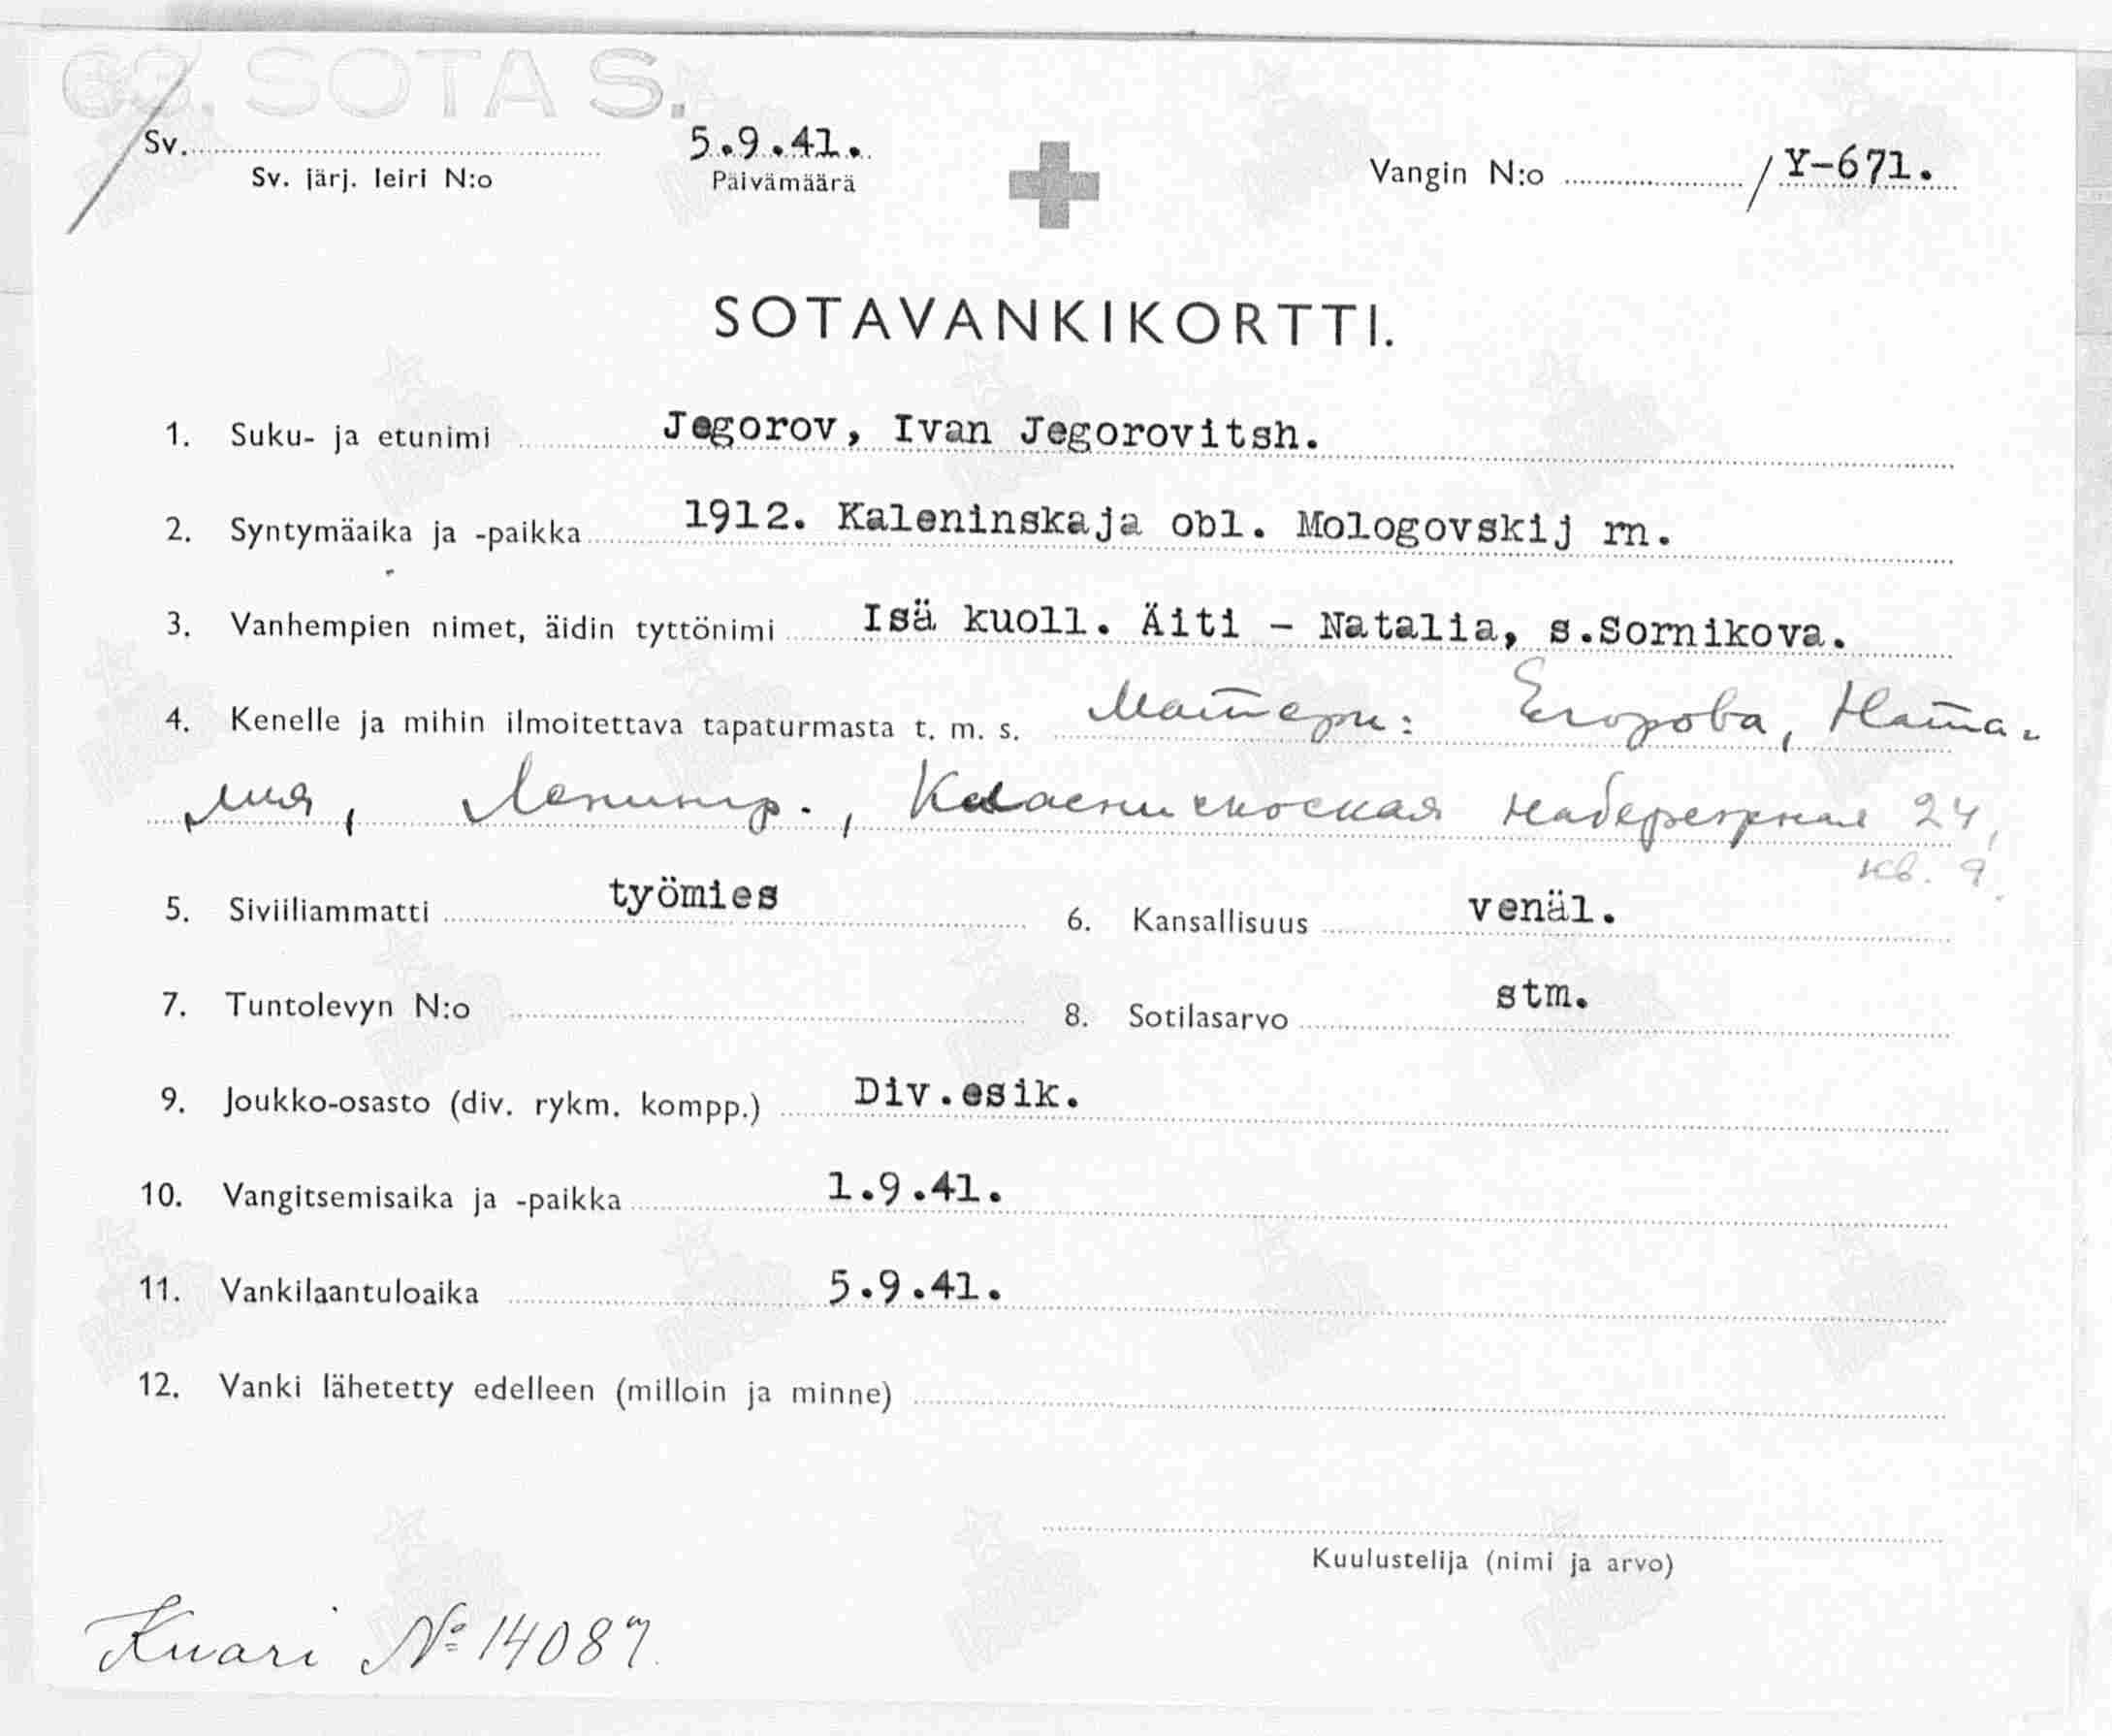 63. SOTA S.
Sv. 5.9.41. Vangin N:o / Y-671.
Sv. järj. leiri N:o Päivämäärä
SOTAVANKIKORTTI.
1. Suku- ja etunimi Jegorov, Ivan Jegorovitsh.
2. Syntymäaika ja -paikka 1912. Kaleninskaja obl. Mologovskij rn.
3. Vanhempien nimet, äidin tyttönimi Isä kuoll. Äiti - Natalia, s.Sornikova.
4. Kenelle ja mihin ilmoitettava tapaturmasta t. m. s. Матери: Егорова, Ната-
лия, Ленингр., набережная 24,
кв. 9.
5. Siviiliammatti työmies 6. Kansallisuus venäl.
7. Tuntolevyn N:o 8. Sotilasarvo stm.
9. Joukko-osasto (div. rykm. kompp.) Div.esik.
10. Vangitsemisaika ja -paikka 1.9.41.
11. Vankilaantuloaika 5.9.41.
12. Vanki lähetetty edelleen (milloin ja minne)
Kuulustelija (nimi ja arvo)
Kuari № 14087.